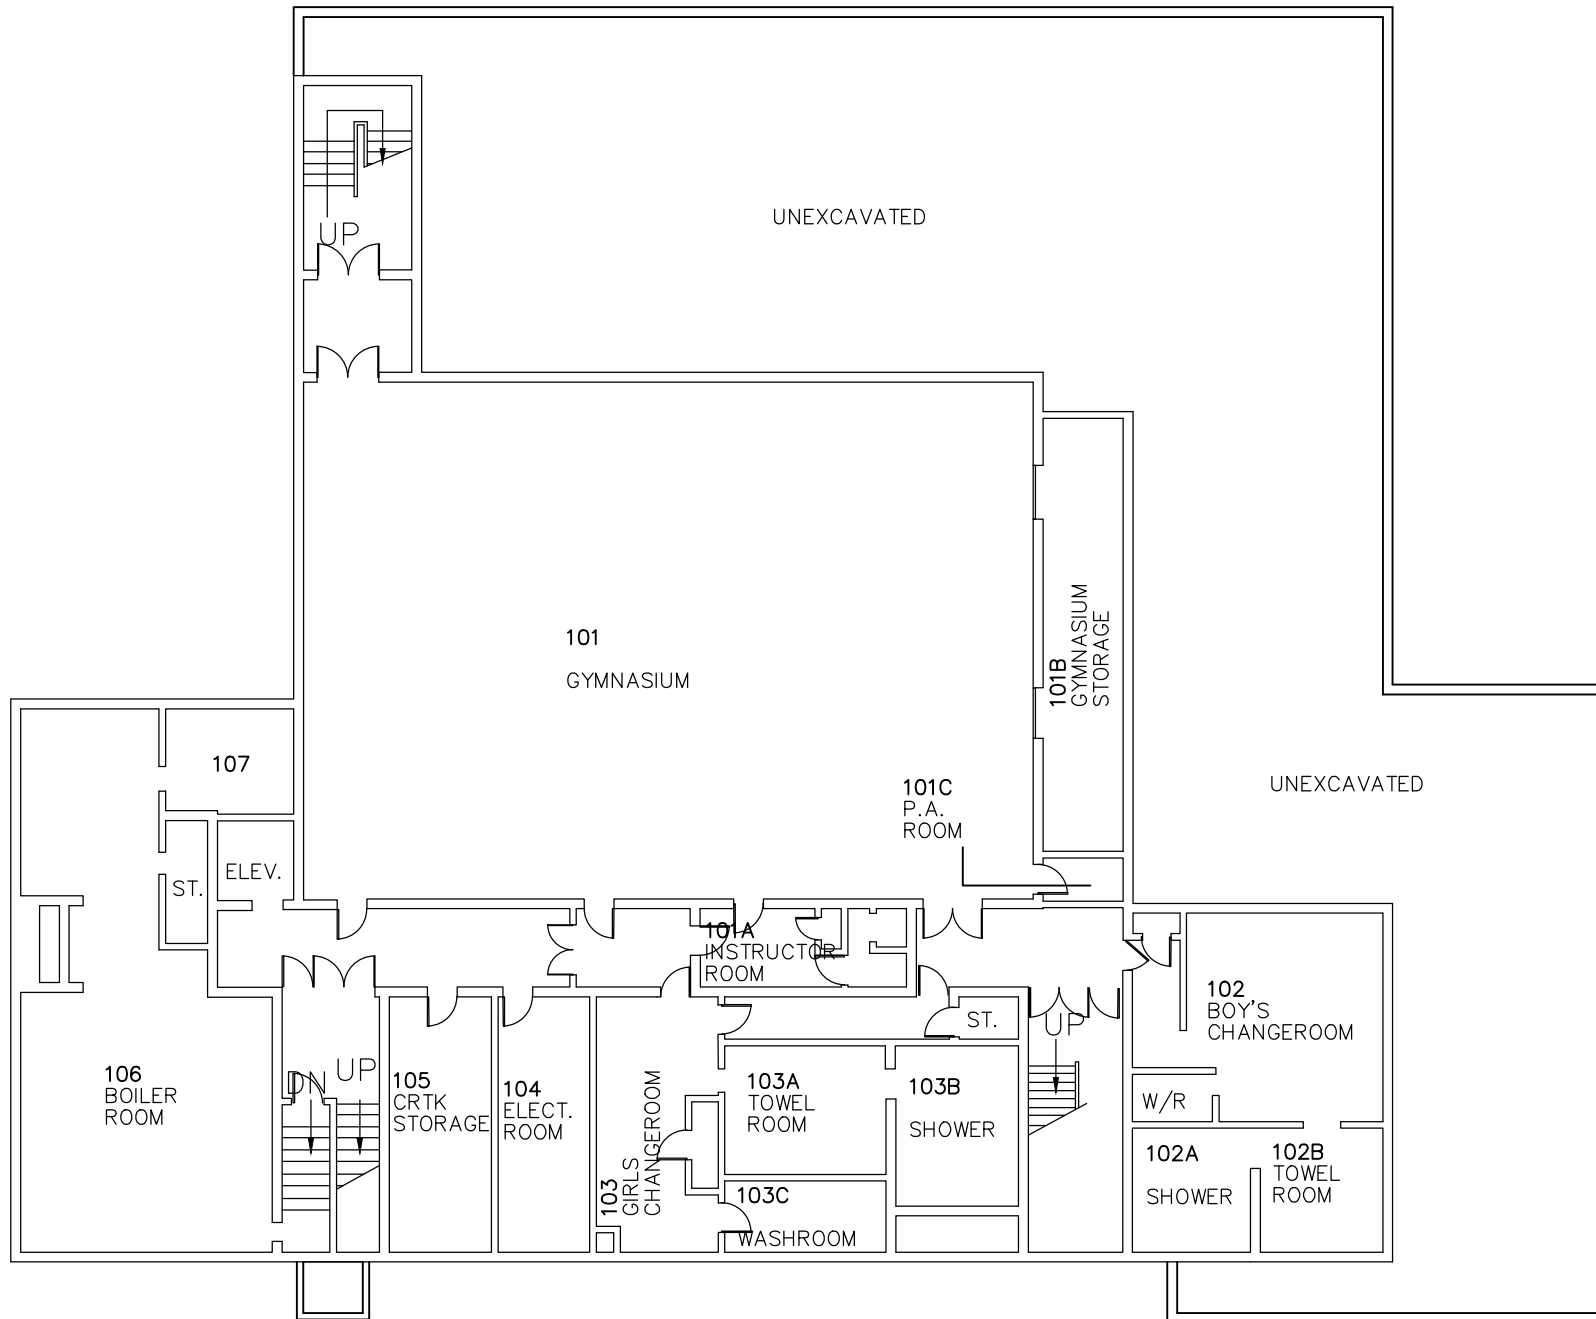 UNEXCAVATED
UP
101
GYMNASIUM
101B
GYMNASIUM
STORAGE
107
101C
P.A.
ROOM
UNEXCAVATED
ELEV.
ST.
101A
INSTRUCTOR
ROOM
102
BOY'S
CHANGEROOM
ST.
UP
106
BOILER
ROOM
DN
UP
105
CRTK
STORAGE
104
ELECT.
ROOM
103
GIRLS
CHANGEROOM
103A
TOWEL
ROOM
103B
SHOWER
W/R
102A
SHOWER
102B
TOWEL
ROOM
103C
WASHROOM